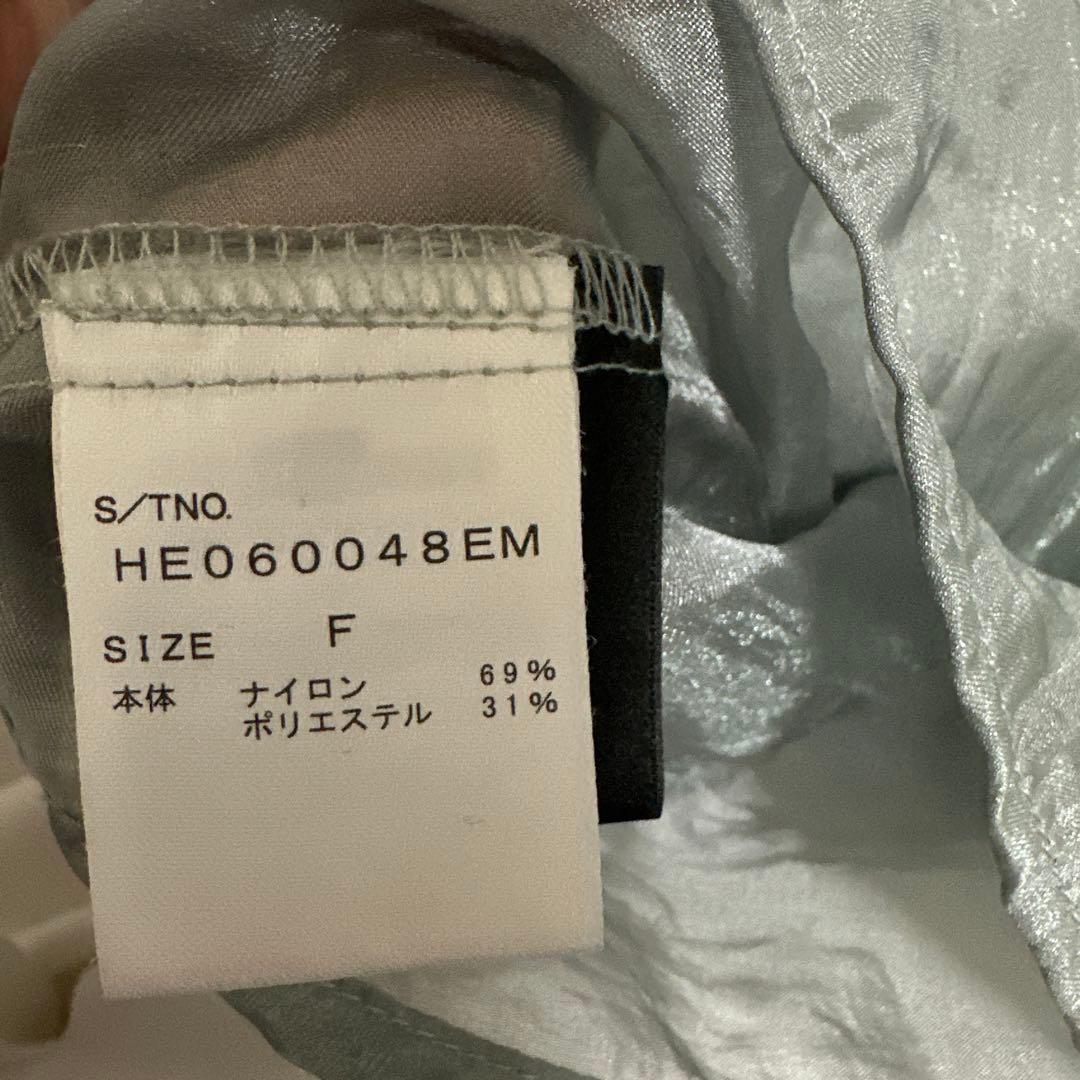 S/TNO.
HE060048EM
SIZE F
本体 ナイロン 69%
ポリエステル 31%